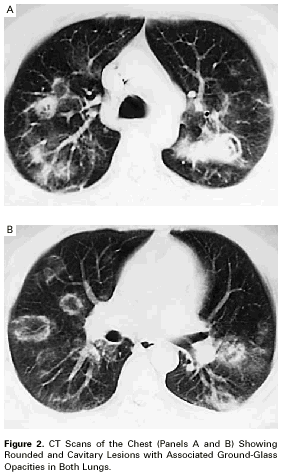 A
B
Figure 2. CT Scans of the Chest (Panels A and B) Showing
Rounded and Cavitary Lesions with Associated Ground-Glass
Opacities in Both Lungs.